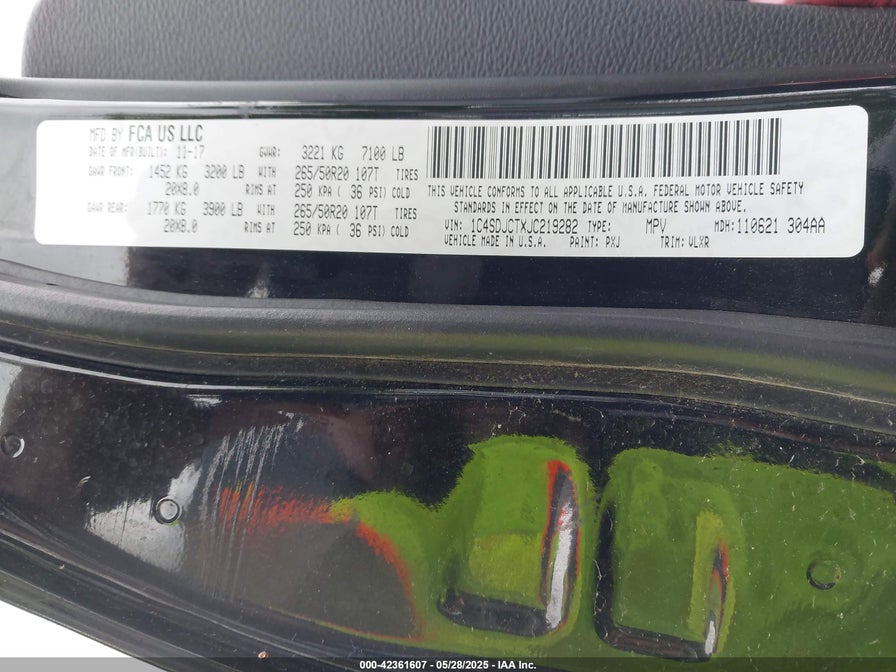 MFD BY FCA US LLC
DATE OF MFR(BUILT): 11-17 GVWR: 3221 KG 7100 LB
GAWR FRONT: 1452 KG 3200 LB WITH 265/50R20 107T TIRES
20X8.0 RIMS AT 250 KPA ( 36 PSI) COLD
GAWR REAR: 1770 KG 3900 LB WITH 265/50R20 107T TIRES
20X8.0 RIMS AT 250 KPA ( 36 PSI) COLD
THIS VEHICLE CONFORMS TO ALL APPLICABLE U.S.A. FEDERAL MOTOR VEHICLE SAFETY
STANDARDS IN EFFECT ON THE DATE OF MANUFACTURE SHOWN ABOVE.
VIN: 1C4SDJCTXJC219282 TYPE: MPV MDH: 110621 304AA
VEHICLE MADE IN U.S.A. PAINT: PXJ TRIM: VLXR
000-42361607 - 05/28/2025 - IAA Inc.